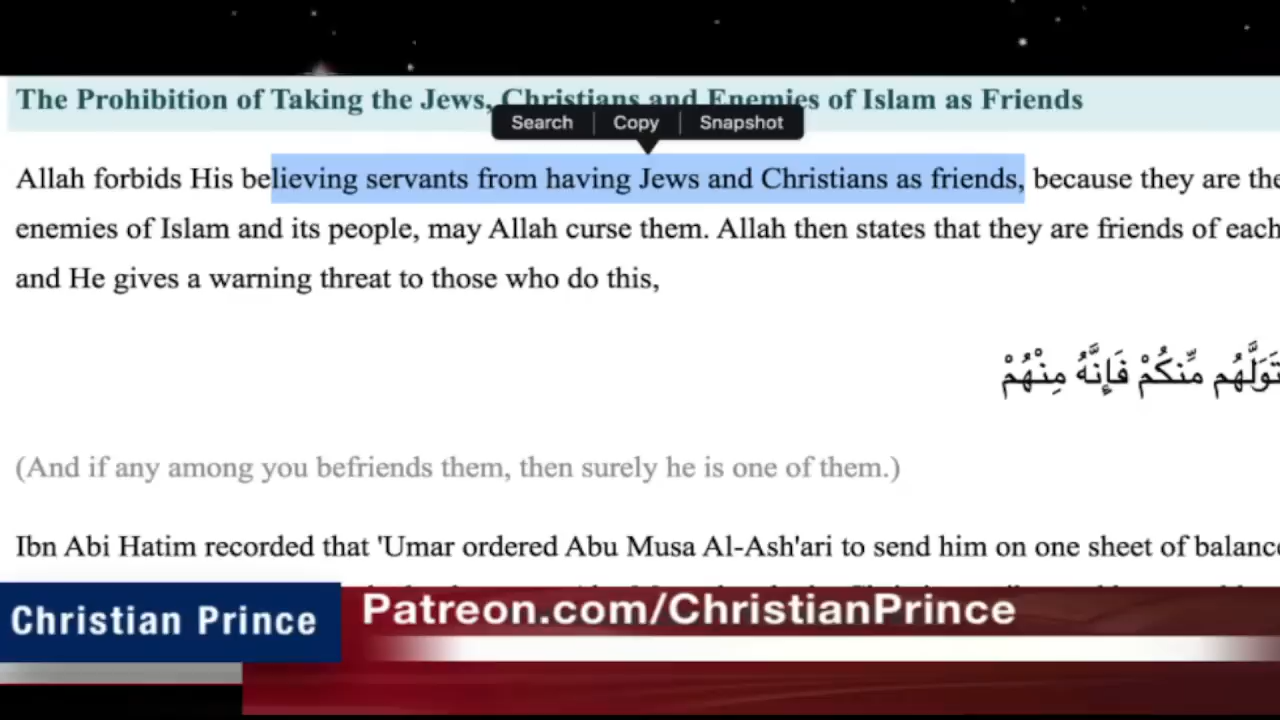 The Prohibition of Taking the Jews, Christians and Enemies of Islam as Friends
Search Copy Snapshot
Allah forbids His believing servants from having Jews and Christians as friends, because they are the
enemies of Islam and its people, may Allah curse them. Allah then states that they are friends of each
and He gives a warning threat to those who do this,
تَوَلَّهُم مِّنكُمْ فَإِنَّهُ مِنْهُمْ
(And if any among you befriends them, then surely he is one of them.)
Ibn Abi Hatim recorded that 'Umar ordered Abu Musa Al-Ash'ari to send him on one sheet of balance
Christian Prince
Patreon.com/ChristianPrince